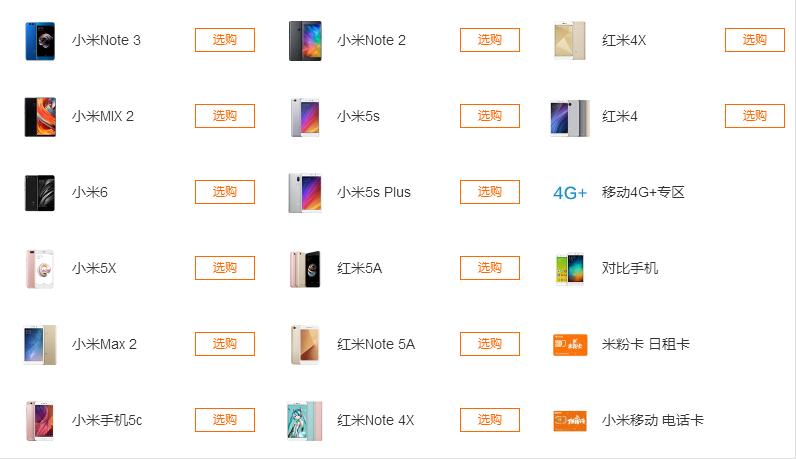 小米Note 3 选购
小米Note 2 选购
红米4X 选购
小米MIX 2 选购
小米5s 选购
红米4 选购
小米6 选购
小米5s Plus 选购
4G+ 移动4G+专区
小米5X 选购
红米5A 选购
对比手机
小米Max 2 选购
红米Note 5A 选购
米粉卡 日租卡
小米手机5c 选购
红米Note 4X 选购
小米移动 电话卡